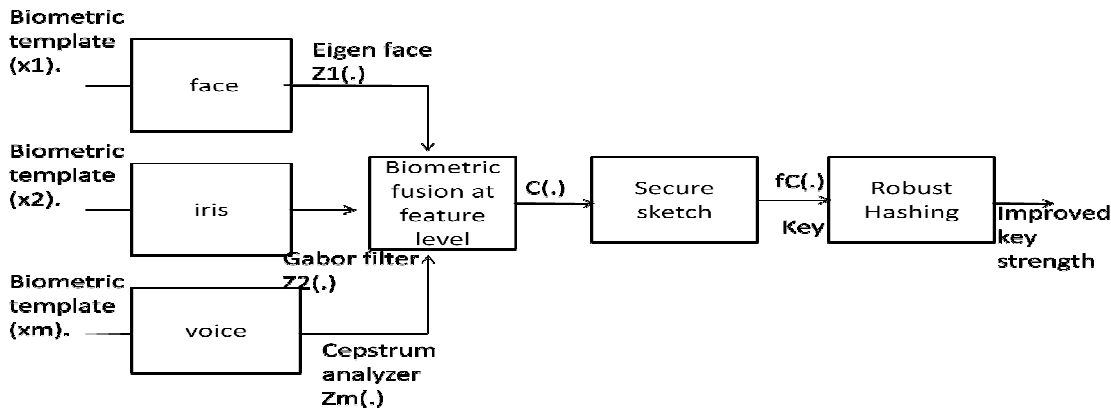 Biometric
template
(x1).
face
Eigen face
Z1(.)
Biometric
template
(x2).
iris
Gabor filter
Z2(.)
Biometric
template
(xm).
voice
Cepstrum
analyzer
Zm(.)
Biometric
fusion at
feature
level
C(.)
Secure
sketch
fC(.)
Key
Robust
Hashing
Improved
key
strength